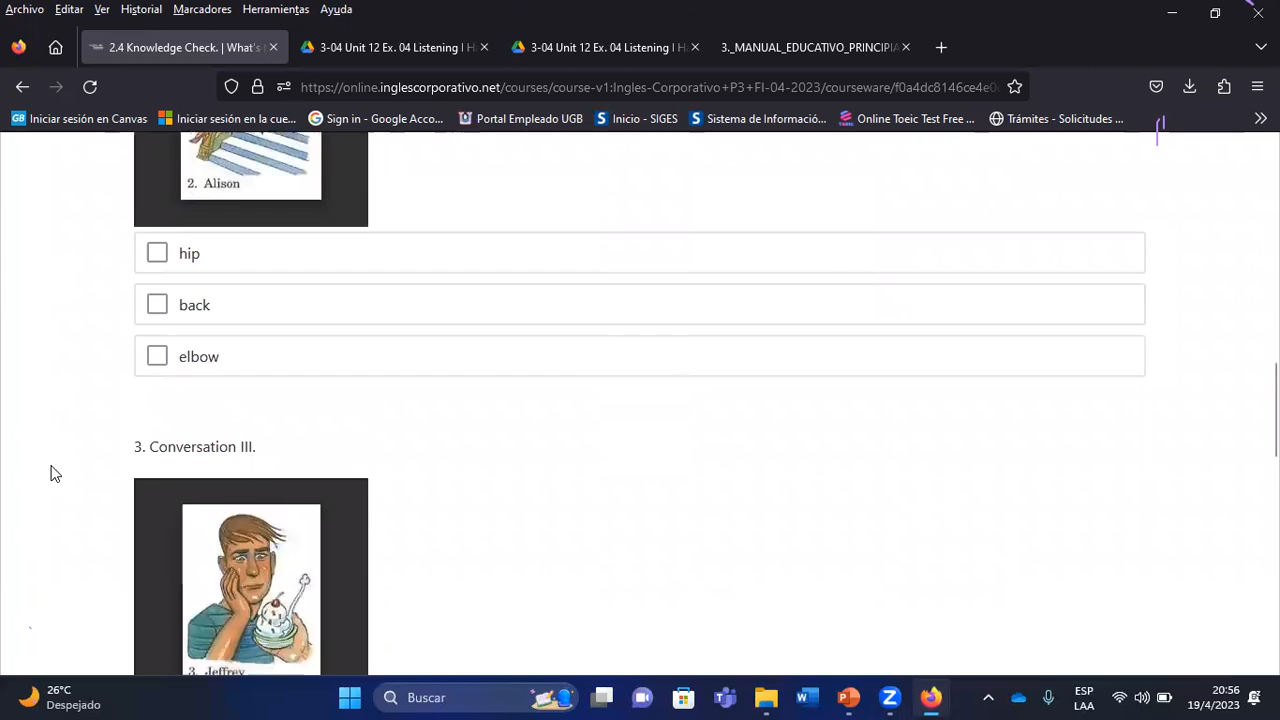 Archivo Editar Ver Historial Marcadores Herramientas Ayuda
2.4 Knowledge Check. | What's
3-04 Unit 12 Ex. 04 Listening | H
3-04 Unit 12 Ex. 04 Listening | H
3._MANUAL_EDUCATIVO_PRINCIPIA
https://online.inglescorporativo.net/courses/course-v1:Ingles-Corporativo+P3+FI-04-2023/courseware/f0a4dc8146ce4e0
Iniciar sesión en Canvas
Iniciar sesión en la cue...
Sign in - Google Acco...
Portal Empleado UGB
Inicio - SIGES
Sistema de Informació...
Online Toeic Test Free ...
Trámites - Solicitudes ...
2. Alison
hip
back
elbow
3. Conversation III.
3. Jeffrey
26°C
Despejado
Buscar
ESP
LAA
20:56
19/4/2023